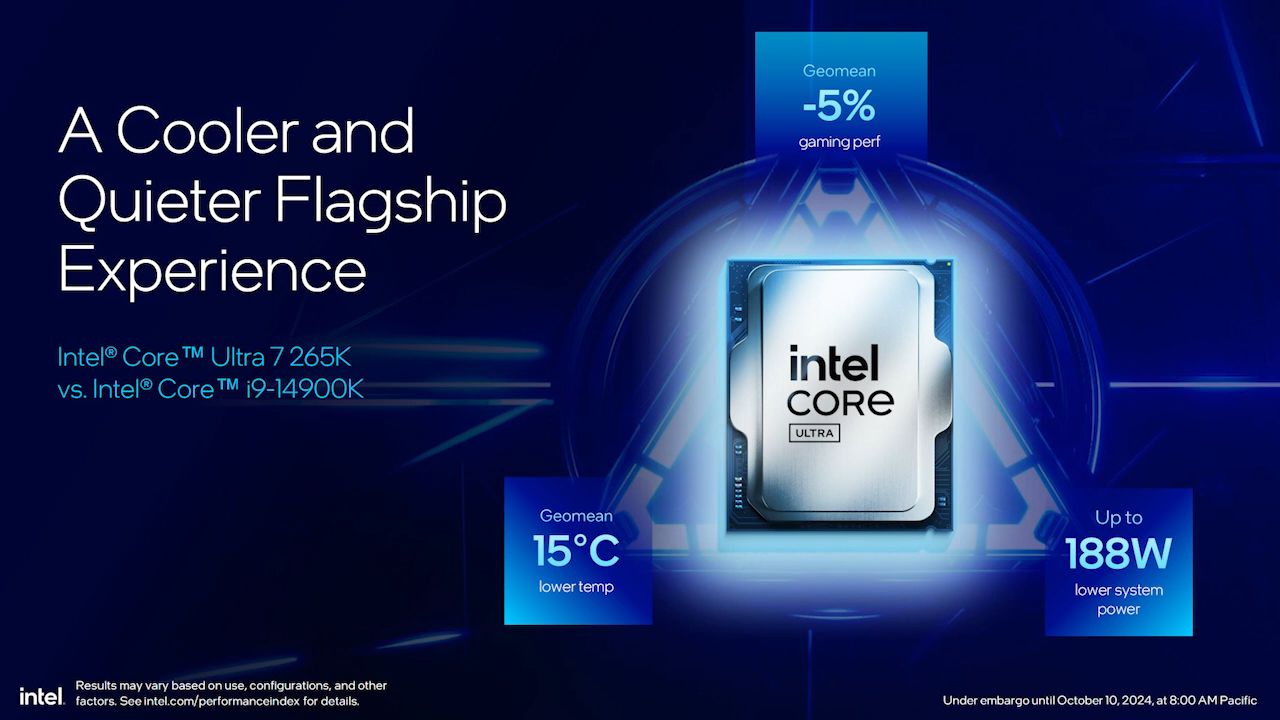 A Cooler and
Quieter Flagship
Experience
Intel® Core™ Ultra 7 265K
vs. Intel® Core™ i9-14900K
Geomean
-5%
gaming perf
intel
CORE
ULTRA
Geomean
15°C
lower temp
Up to
188W
lower system
power
intel.
Results may vary based on use, configurations, and other
factors. See intel.com/performanceindex for details.
Under embargo until October 10, 2024, at 8:00 AM Pacific